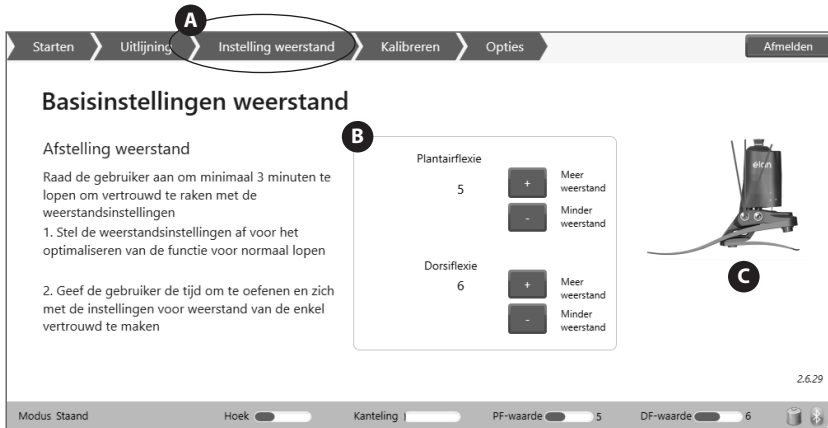 A
Starten Uitlijning Instelling weerstand Kalibreren Opties Afmelden
Basisinstellingen weerstand
Afstelling weerstand
Raad de gebruiker aan om minimaal 3 minuten te
lopen om vertrouwd te raken met de
weerstandsinstellingen
1. Stel de weerstandsinstellingen af voor het
optimaliseren van de functie voor normaal lopen
2. Geef de gebruiker de tijd om te oefenen en zich
met de instellingen voor weerstand van de enkel
vertrouwd te maken
B
Plantairflexie
5
+
Meer
weerstand
-
Minder
weerstand
Dorsiflexie
6
+
Meer
weerstand
-
Minder
weerstand
elan
C
2.6.29
Modus Staand Hoek Kanteling PF-waarde 5 DF-waarde 6